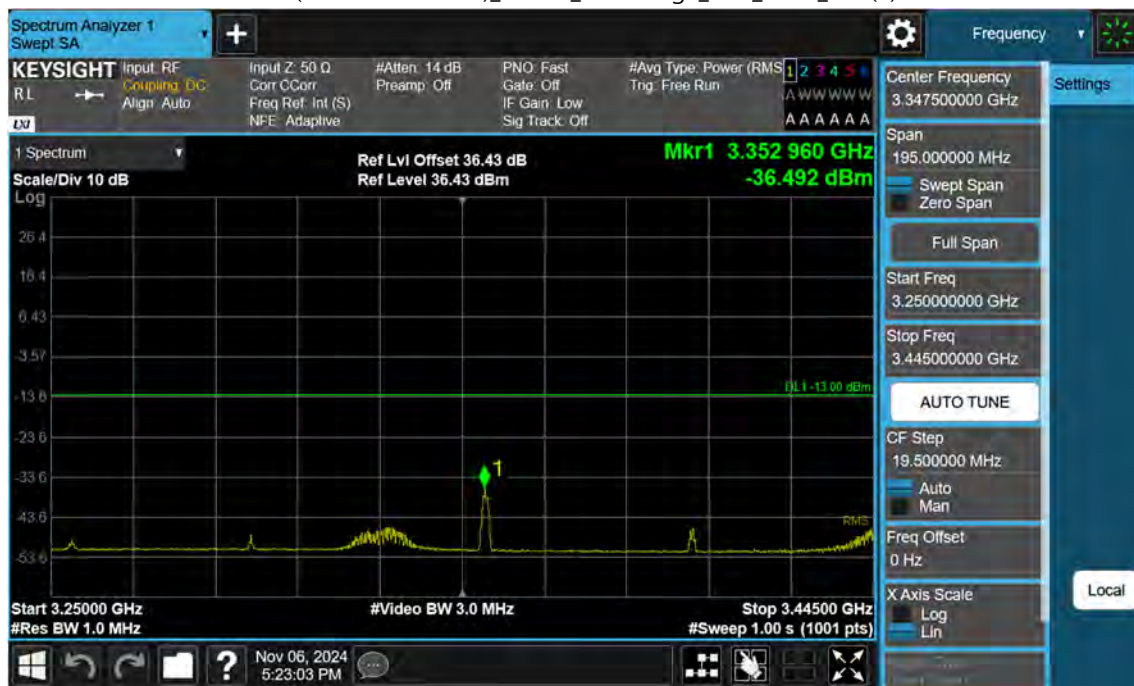 Spectrum Analyzer 1
Swept SA
Frequency
KEYSIGHT
RL
LXI
Input: RF
Coupling: DC
Align: Auto
Input Z: 50 Ω
Corr CCorr
Freq Ref: Int (S)
NFE: Adaptive
#Atten: 14 dB
Preamp: Off
PNO: Fast
Gate: Off
IF Gain: Low
Sig Track: Off
#Avg Type: Power (RMS
Trig: Free Run
1 2 3 4 5 6
A W W W W W
A A A A A A
1 Spectrum
Scale/Div 10 dB
Log
Ref Lvl Offset 36.43 dB
Ref Level 36.43 dBm
Mkr1 3.352 960 GHz
-36.492 dBm
26.4
16.4
6.43
-3.57
DL1 -13.00 dBm
-13.6
-23.6
-33.6
1
-43.6
RMS
-53.6
Start 3.25000 GHz
#Video BW 3.0 MHz
Stop 3.44500 GHz
#Res BW 1.0 MHz
#Sweep 1.00 s (1001 pts)
?
Nov 06, 2024
5:23:03 PM
Center Frequency
3.347500000 GHz
Settings
Span
195.000000 MHz
Swept Span
Zero Span
Full Span
Start Freq
3.250000000 GHz
Stop Freq
3.445000000 GHz
AUTO TUNE
CF Step
19.500000 MHz
Auto
Man
Freq Offset
0 Hz
X Axis Scale
Log
Lin
Local